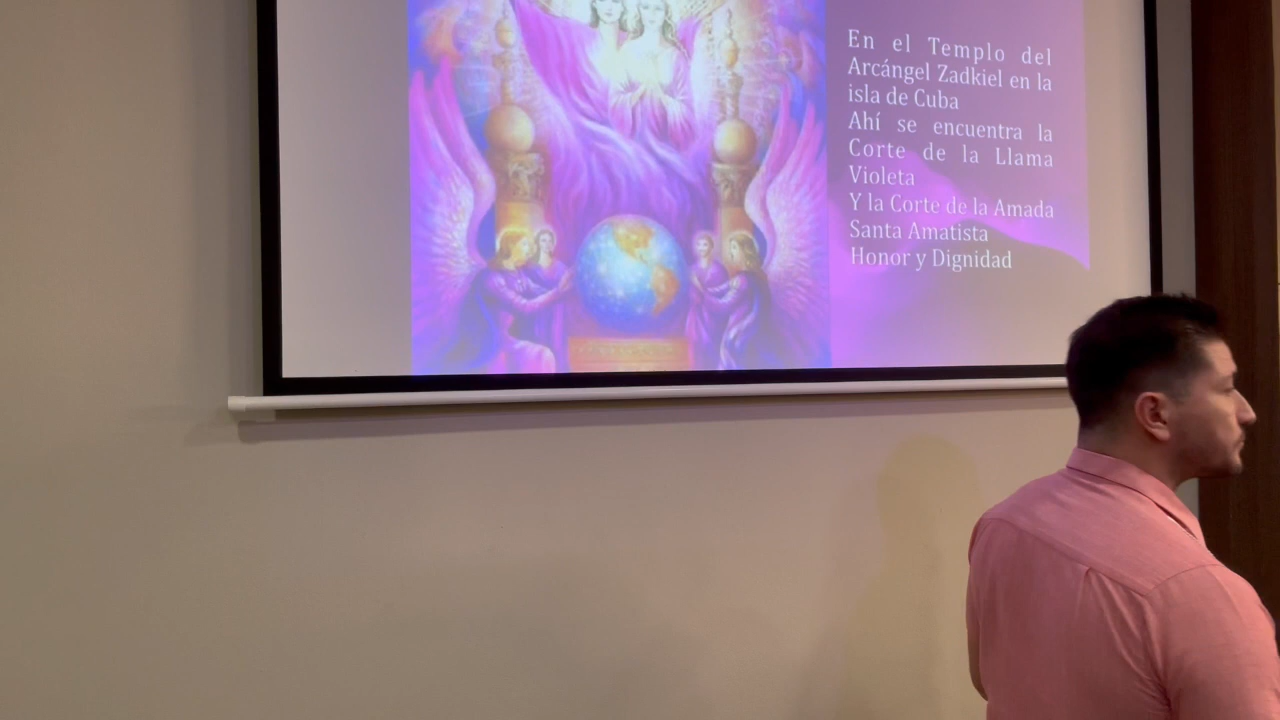 En el Templo del
Arcángel Zadkiel en la
isla de Cuba
Ahí se encuentra la
Corte de la Llama
Violeta
Y la Corte de la Amada
Santa Amatista
Honor y Dignidad